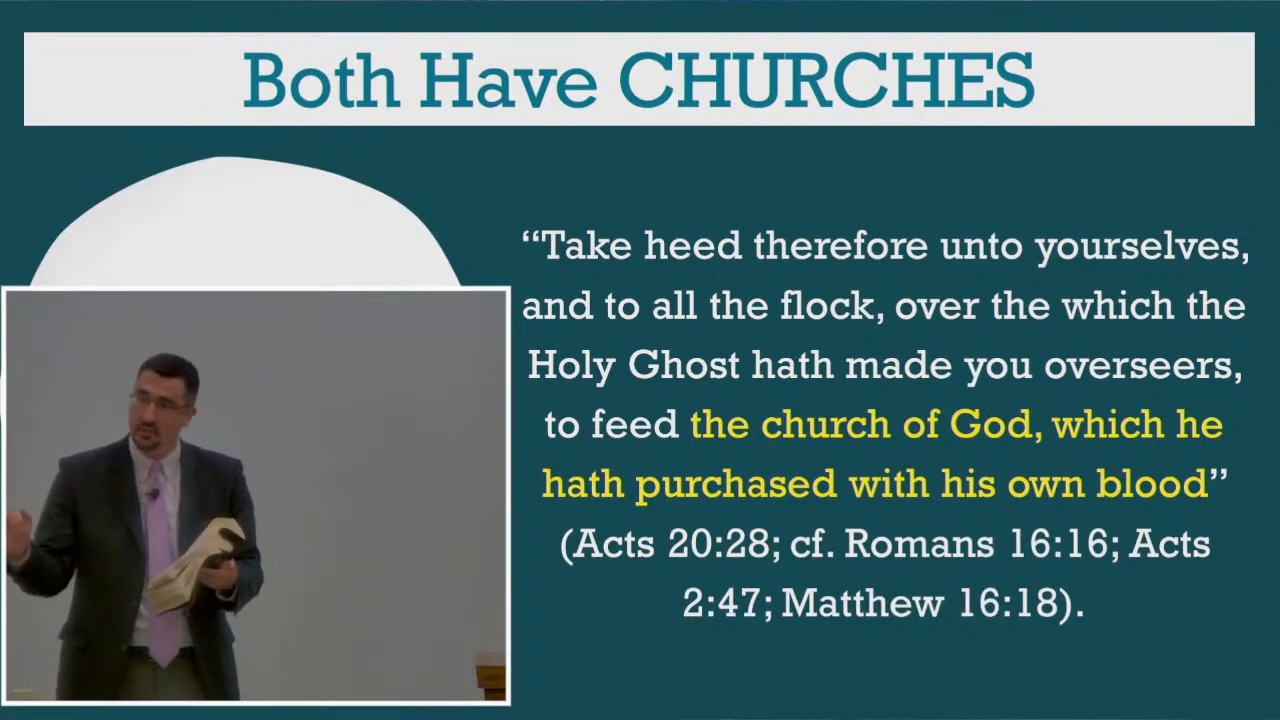 Both Have CHURCHES
“Take heed therefore unto yourselves,
and to all the flock, over the which the
Holy Ghost hath made you overseers,
to feed the church of God, which he
hath purchased with his own blood”
(Acts 20:28; cf. Romans 16:16; Acts
2:47; Matthew 16:18).